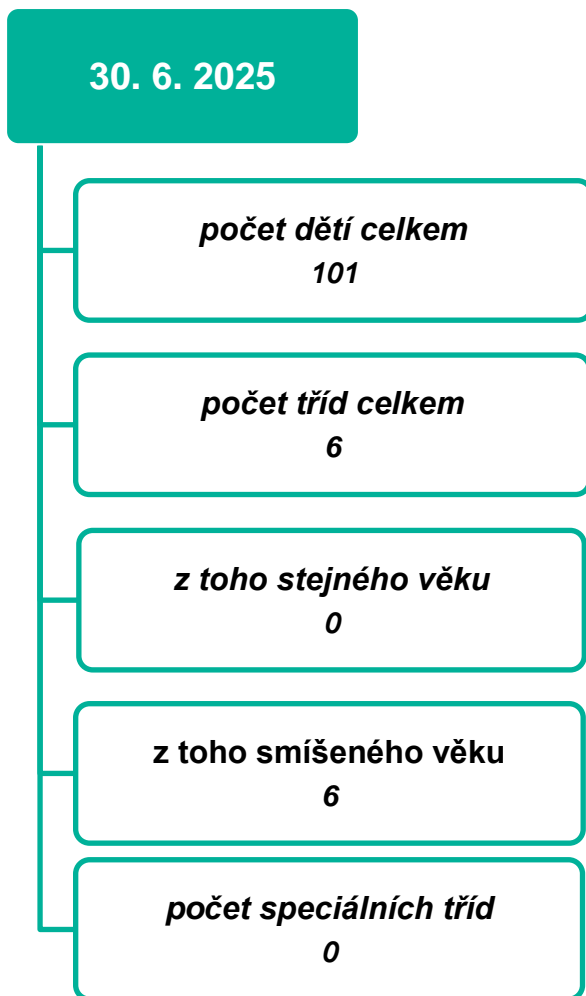 30. 6. 2025
počet dětí celkem
101
počet tříd celkem
6
z toho stejného věku
0
z toho smíšeného věku
6
počet speciálních tříd
0